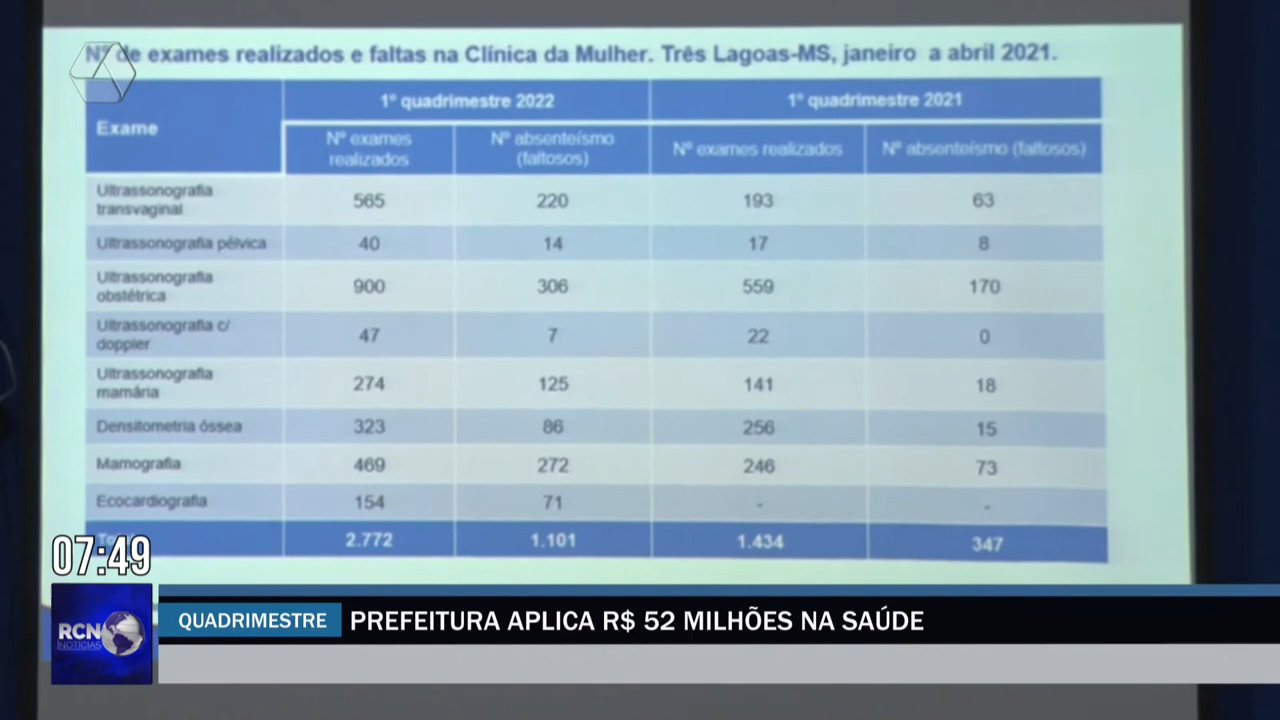 Nº de exames realizados e faltas na Clínica da Mulher. Três Lagoas-MS, janeiro a abril 2021.
Exame
1º quadrimestre 2022
1º quadrimestre 2021
Nº exames
realizados
Nº absenteísmo
(faltosos)
Nº exames realizados
Nº absenteísmo (faltosos)
Ultrassonografia
transvaginal
565
220
193
63
Ultrassonografia pélvica
40
14
17
8
Ultrassonografia
obstétrica
900
306
559
170
Ultrassonografia c/
doppler
47
7
22
0
Ultrassonografia
mamária
274
125
141
18
Densitometria óssea
323
86
256
15
Mamografia
469
272
246
73
Ecocardiografia
154
71
-
-
2.772
1.101
1.434
347
07:49
RCN
NOTÍCIAS
QUADRIMESTRE
PREFEITURA APLICA R$ 52 MILHÕES NA SAÚDE